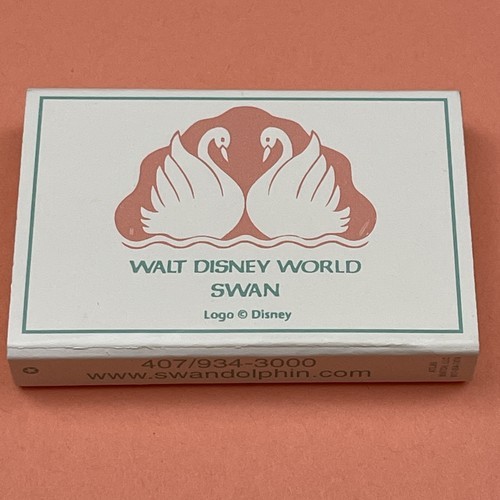 WALT DISNEY WORLD
SWAN
Logo © Disney
407/934-3000
www.swandolphin.com